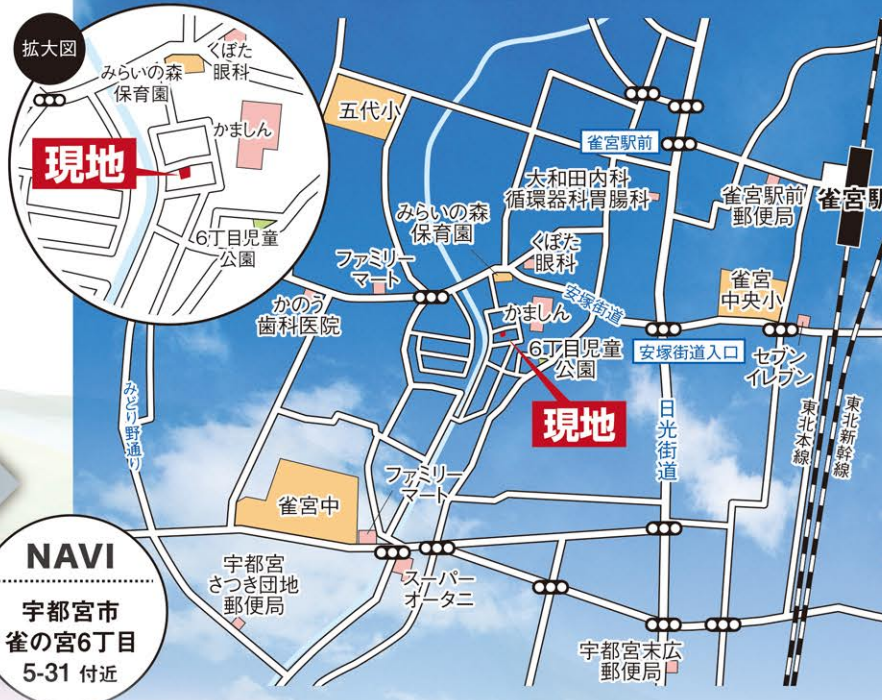 拡大図
みらいの森
保育園
くぼた
眼科
かましん
現地
6丁目児童
公園
五代小
雀宮駅前
大和田内科
循環器科胃腸科
雀宮駅前
郵便局
雀宮駅
みらいの森
保育園
くぼた
眼科
ファミリー
マート
かのう
歯科医院
かましん
安塚街道
雀宮
中央小
6丁目児童
公園
安塚街道入口
セブン
イレブン
現地
日光街道
東北本線
東北新幹線
みどり野通り
雀宮中
ファミリー
マート
宇都宮
さつき団地
郵便局
スーパー
オータニ
宇都宮末広
郵便局
NAVI
宇都宮市
雀の宮6丁目
5-31 付近